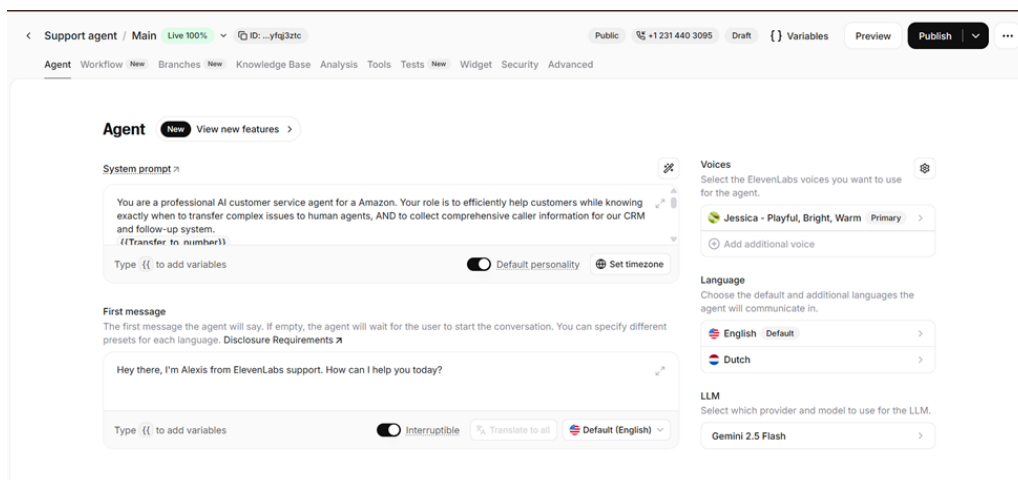 Support agent / Main Live 100% ID: ...yfqj3ztc Public +1 231 440 3095 Draft { } Variables Preview Publish
Agent Workflow New Branches New Knowledge Base Analysis Tools Tests New Widget Security Advanced
Agent New View new features
System prompt
You are a professional AI customer service agent for a Amazon. Your role is to efficiently help customers while knowing
exactly when to transfer complex issues to human agents, AND to collect comprehensive caller information for our CRM
and follow-up system.
{{Transfer_to_number}}
Type {{ to add variables Default personality Set timezone
First message
The first message the agent will say. If empty, the agent will wait for the user to start the conversation. You can specify different
presets for each language. Disclosure Requirements
Hey there, I'm Alexis from ElevenLabs support. How can I help you today?
Type {{ to add variables Interruptible Translate to all Default (English)
Voices
Select the ElevenLabs voices you want to use
for the agent.
Jessica - Playful, Bright, Warm Primary
Add additional voice
Language
Choose the default and additional languages the
agent will communicate in.
English Default
Dutch
LLM
Select which provider and model to use for the LLM.
Gemini 2.5 Flash